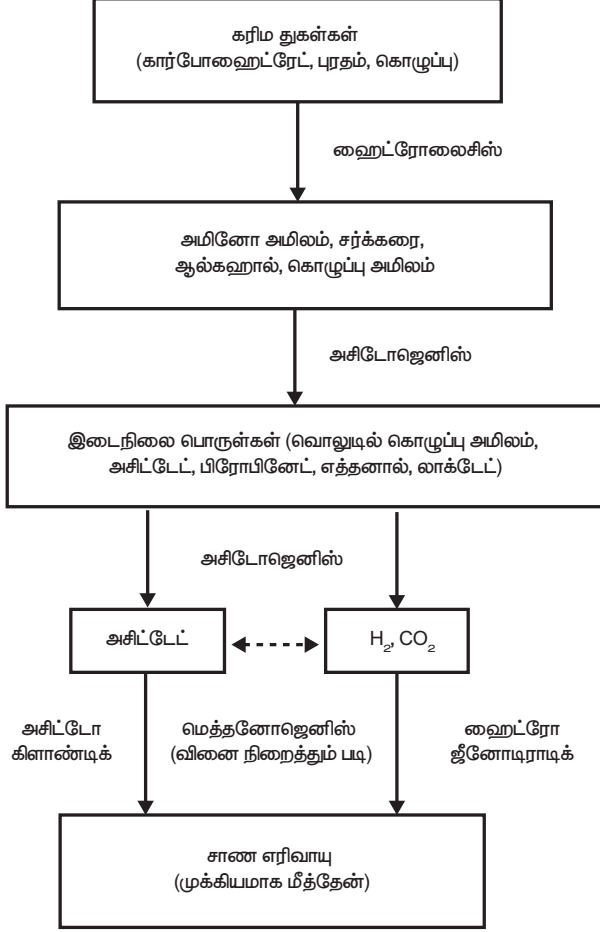 கரிம துகள்கள்
(கார்போஹைட்ரேட், புரதம், கொழுப்பு)
ஹைட்ரோலைசிஸ்
அமினோ அமிலம், சர்க்கரை,
ஆல்கஹால், கொழுப்பு அமிலம்
அசிடோஜெனிஸ்
இடைநிலை பொருள்கள் (வொலுடில் கொழுப்பு அமிலம்,
அசிட்டேட், பிரோபினேட், எத்தனால், லாக்டேட்)
அசிடோஜெனிஸ்
அசிட்டேட்
H₂, CO₂
அசிட்டோ
கிளாண்டிக்
மெத்தனோஜெனிஸ்
(வினை நிறைத்தும் படி)
ஹைட்ரோ
ஜீனோடிராடிக்
சாண எரிவாயு
(முக்கியமாக மீத்தேன்)